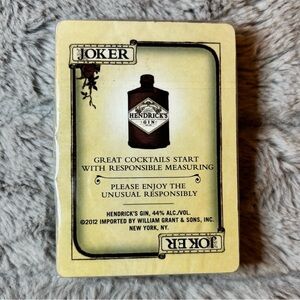 JOKER
HENDRICK'S
GIN
GREAT COCKTAILS START
WITH RESPONSIBLE MEASURING
PLEASE ENJOY THE
UNUSUAL RESPONSIBLY
HENDRICK'S GIN, 44% ALC./VOL.
©2012 IMPORTED BY WILLIAM GRANT & SONS, INC.
NEW YORK, NY.
JOKER